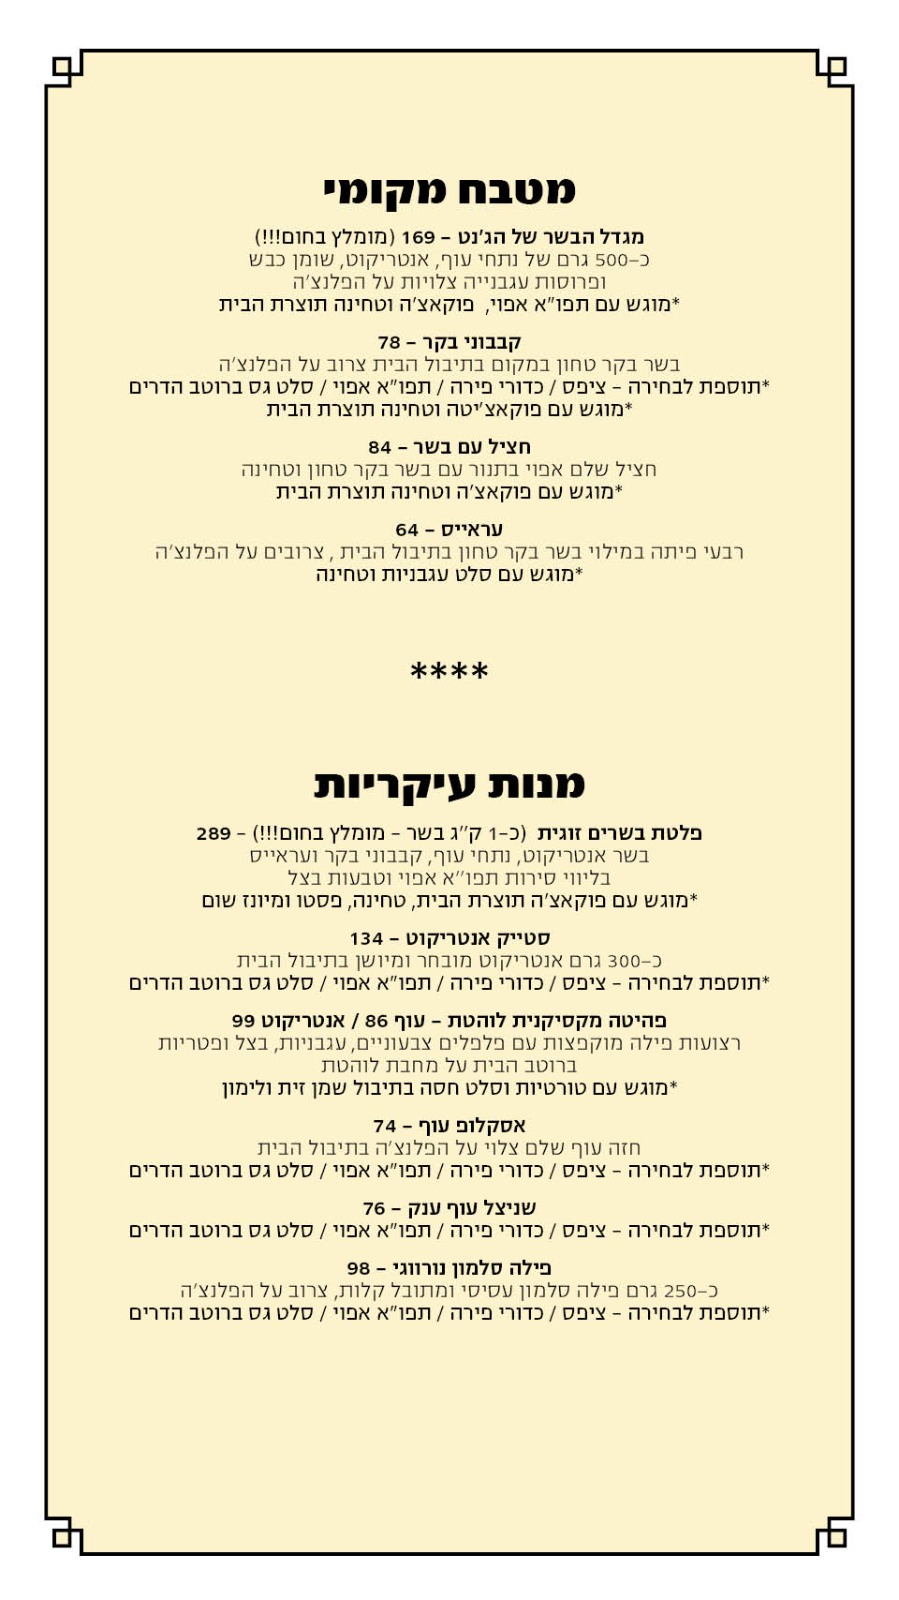 מטבח מקומי
מגדל הבשר של הג'נט – 169 (מומלץ בחום!!!)
כ–500 גרם של נתחי עוף, אנטריקוט, שומן כבש
ופרוסות עגבנייה צלויות על הפלנצ'ה
*מוגש עם תפו"א אפוי, פוקאצ'ה וטחינה תוצרת הבית
קבבוני בקר – 78
בשר בקר טחון במקום בתיבול הבית צרוב על הפלנצ'ה
*תוספת לבחירה – ציפס / כדורי פירה / תפו"א אפוי / סלט גס ברוטב הדרים
*מוגש עם פוקאצ'יטה וטחינה תוצרת הבית
חציל עם בשר – 84
חציל שלם אפוי בתנור עם בשר בקר טחון וטחינה
*מוגש עם פוקאצ'ה וטחינה תוצרת הבית
עראייס – 64
רבעי פיתה במילוי בשר בקר טחון בתיבול הבית , צרובים על הפלנצ'ה
*מוגש עם סלט עגבניות וטחינה
****
מנות עיקריות
פלטת בשרים זוגית (כ–1 ק''ג בשר – מומלץ בחום!!!) – 289
בשר אנטריקוט, נתחי עוף, קבבוני בקר ועראייס
בליווי סירות תפו''א אפוי וטבעות בצל
*מוגש עם פוקאצ'ה תוצרת הבית, טחינה, פסטו ומיונז שום
סטייק אנטריקוט – 134
כ–300 גרם אנטריקוט מובחר ומיושן בתיבול הבית
*תוספת לבחירה – ציפס / כדורי פירה / תפו"א אפוי / סלט גס ברוטב הדרים
פהיטה מקסיקנית לוהטת – עוף 86 / אנטריקוט 99
רצועות פילה מוקפצות עם פלפלים צבעוניים, עגבניות, בצל ופטריות
ברוטב הבית על מחבת לוהטת
*מוגש עם טורטיות וסלט חסה בתיבול שמן זית ולימון
אסקלופ עוף – 74
חזה עוף שלם צלוי על הפלנצ'ה בתיבול הבית
*תוספת לבחירה – ציפס / כדורי פירה / תפו"א אפוי / סלט גס ברוטב הדרים
שניצל עוף ענק – 76
*תוספת לבחירה – ציפס / כדורי פירה / תפו"א אפוי / סלט גס ברוטב הדרים
פילה סלמון נורווגי – 98
כ–250 גרם פילה סלמון עסיסי ומתובל קלות, צרוב על הפלנצ'ה
*תוספת לבחירה – ציפס / כדורי פירה / תפו"א אפוי / סלט גס ברוטב הדרים